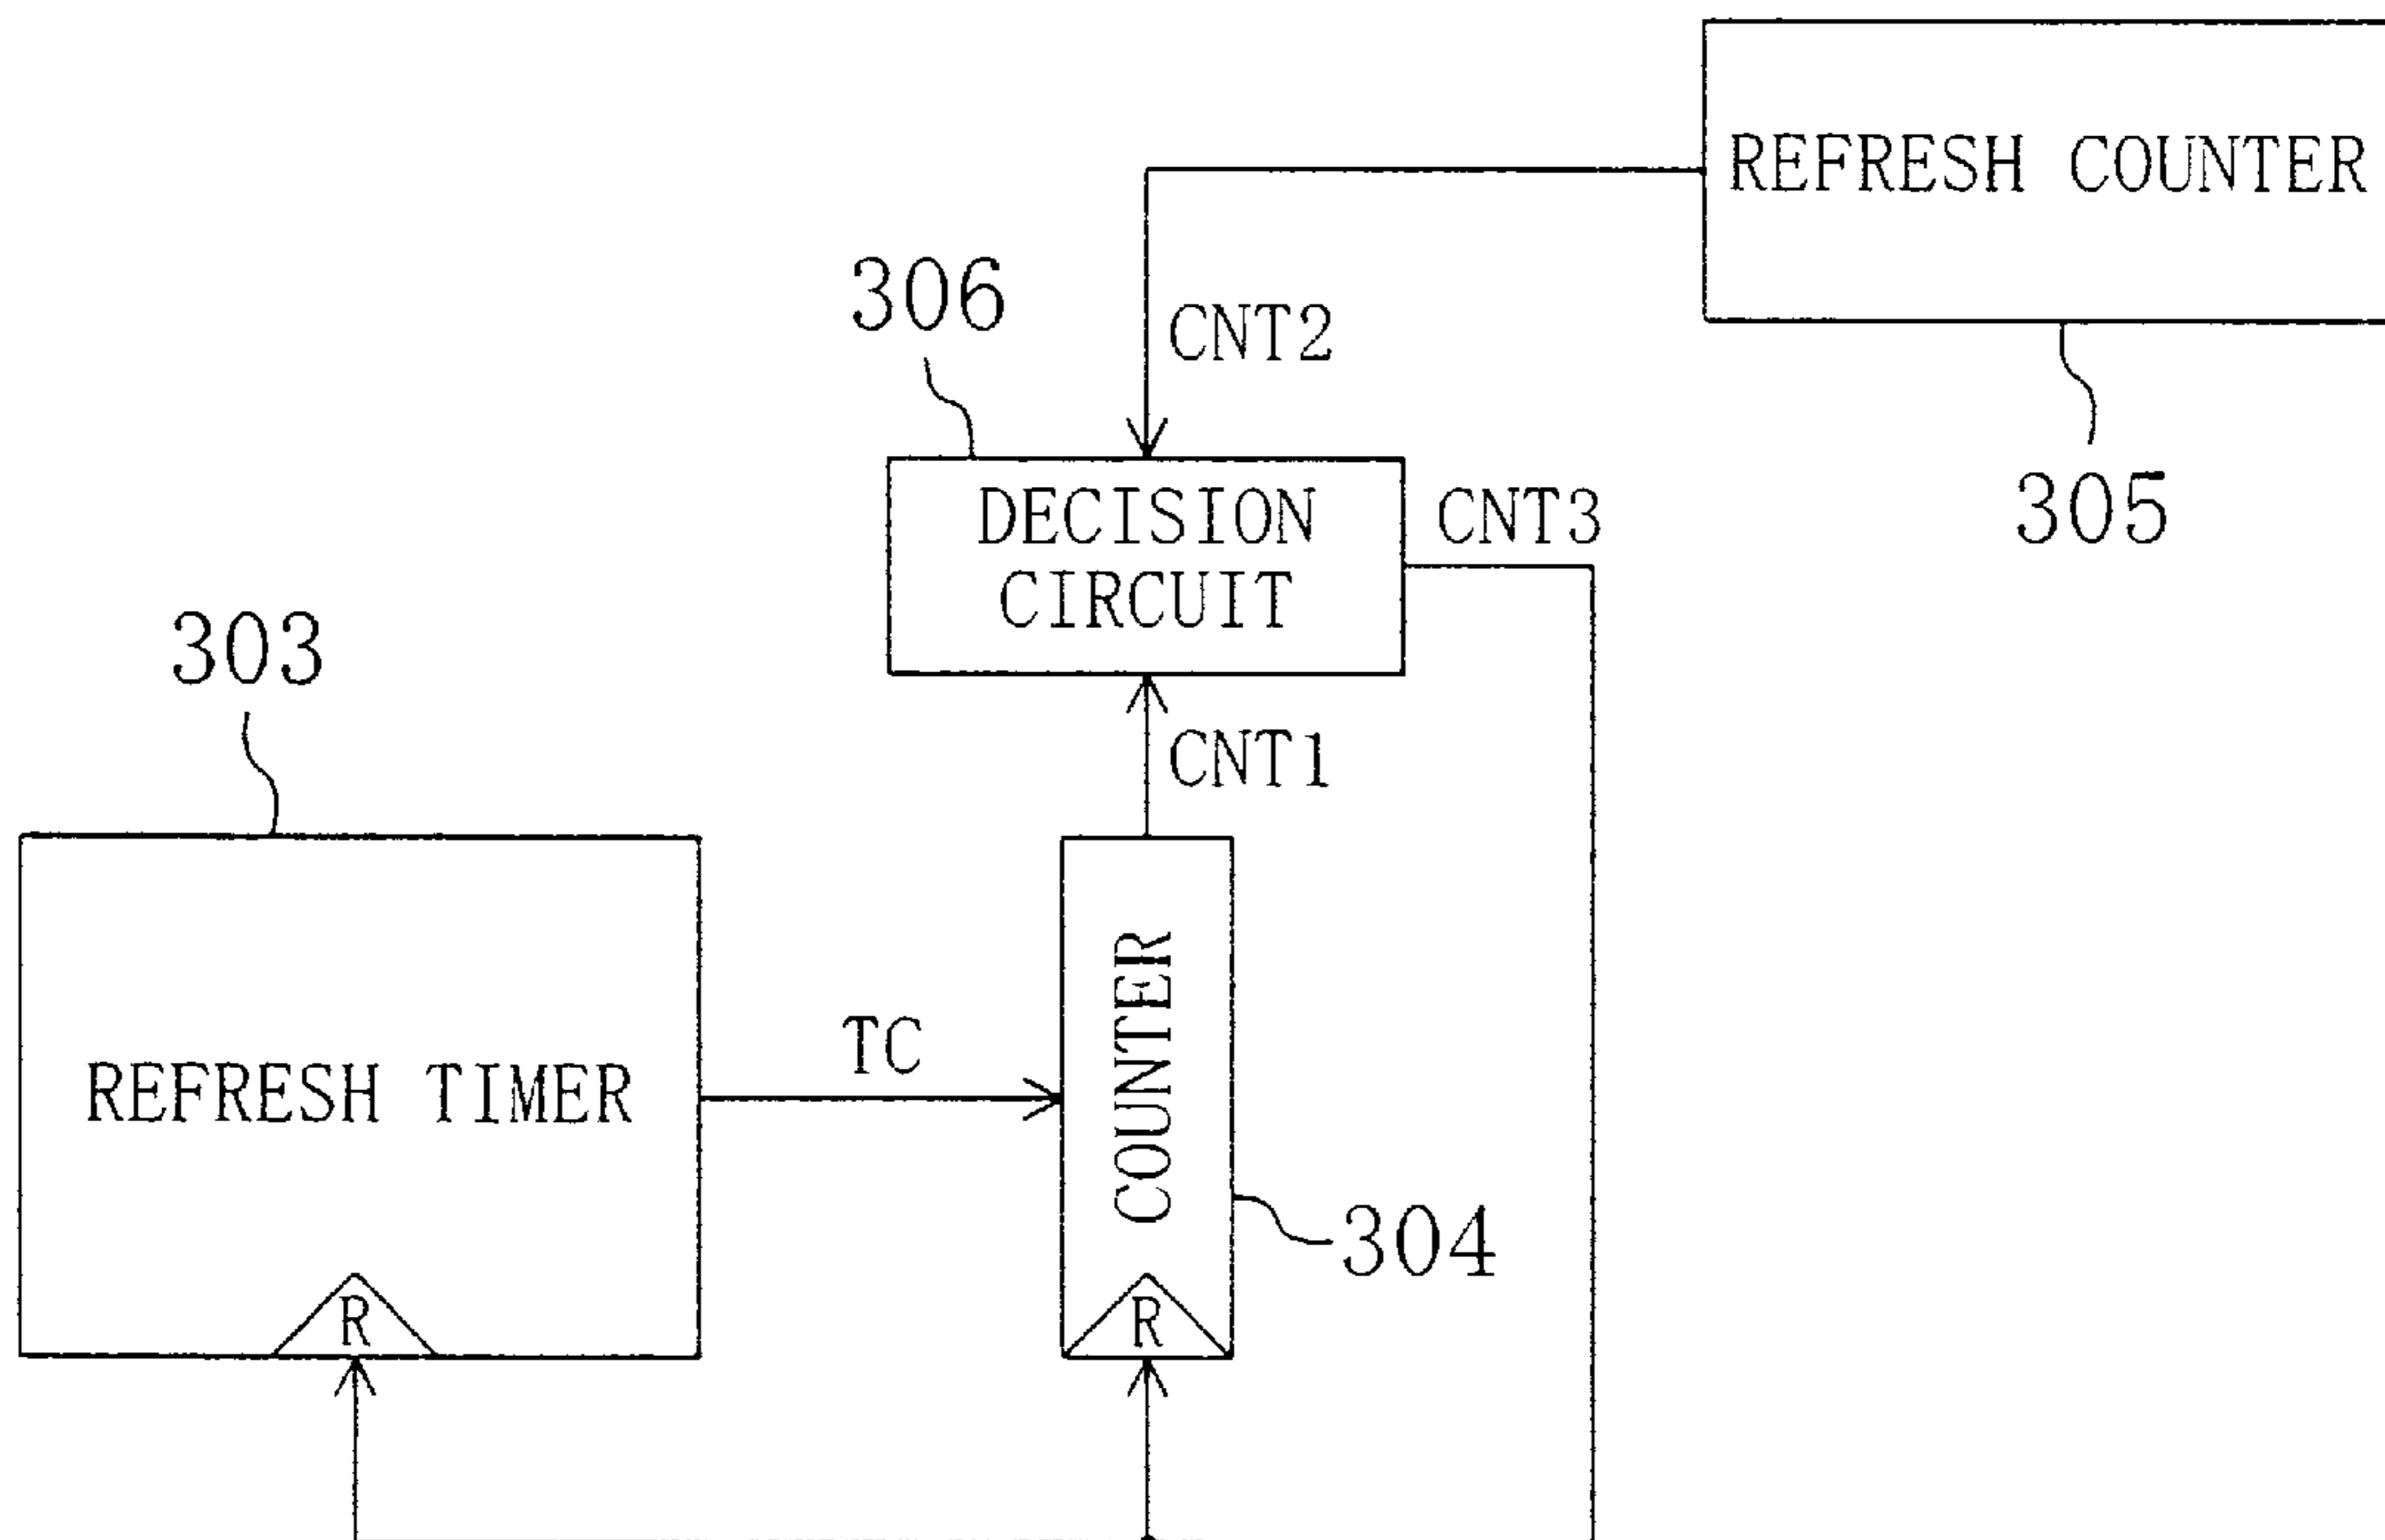 REFRESH COUNTER
306
CNT2
DECISION
CIRCUIT
CNT3
305
303
CNT1
COUNTER
TC
REFRESH TIMER
304
R
R